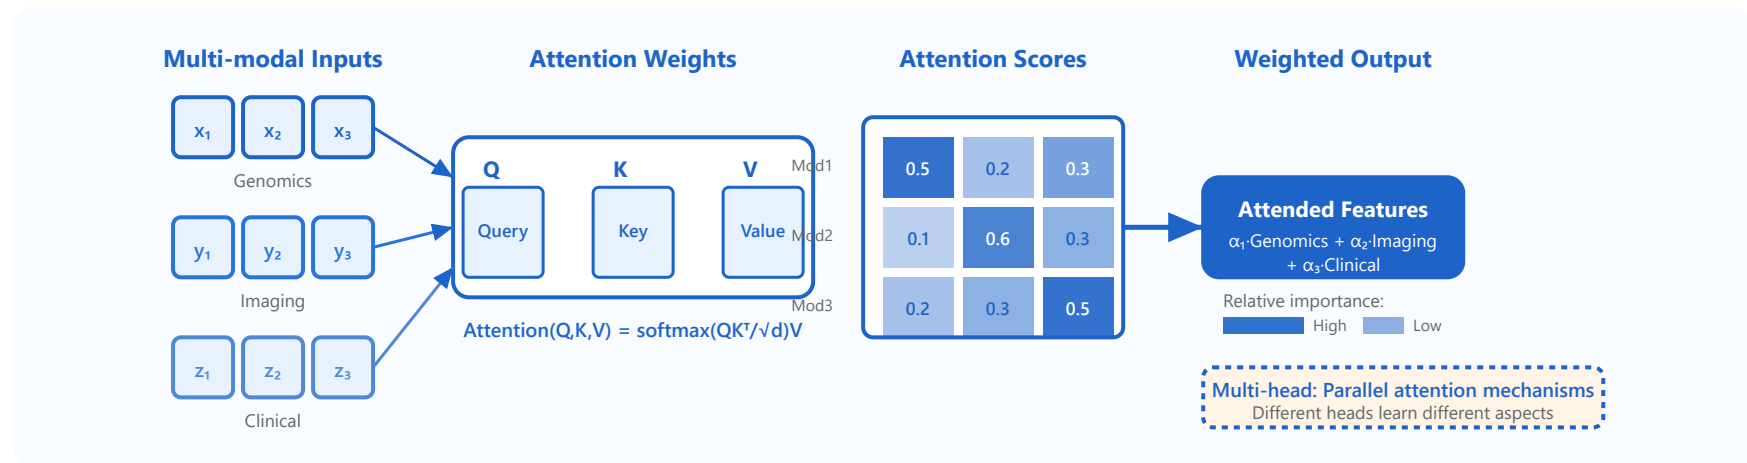 Multi-modal Inputs
x₁ x₂ x₃
Genomics
y₁ y₂ y₃
Imaging
z₁ z₂ z₃
Clinical
Attention Weights
Q K V
Query Key Value
Attention(Q,K,V) = softmax(QKᵀ/√d)V
Attention Scores
Mod1 0.5 0.2 0.3
Mod2 0.1 0.6 0.3
Mod3 0.2 0.3 0.5
Weighted Output
Attended Features
α₁·Genomics + α₂·Imaging
+ α₃·Clinical
Relative importance:
High Low
Multi-head: Parallel attention mechanisms
Different heads learn different aspects